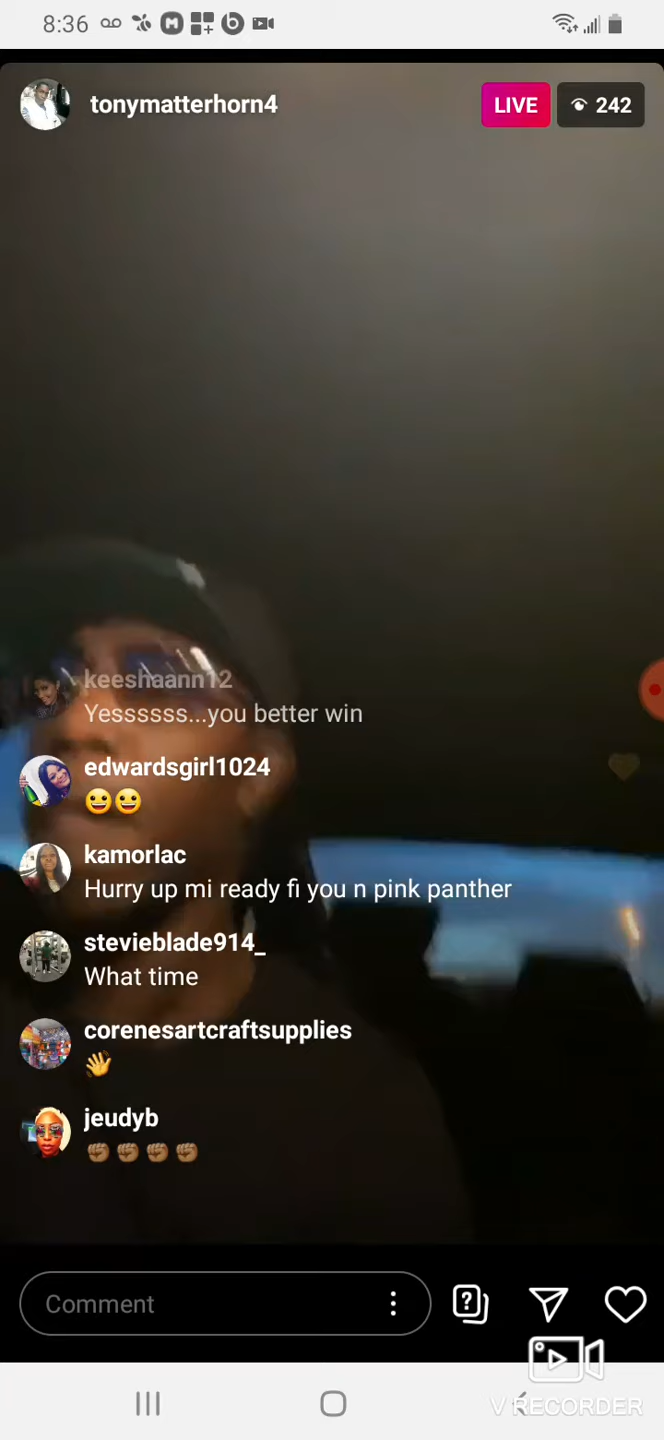 8:36
tonymatterhorn4
LIVE
242
keeshaann12
Yessssss...you better win
edwardsgirl1024
😀😀
kamorlac
Hurry up mi ready fi you n pink panther
stevieblade914_
What time
corenesartcraftsupplies
👋
jeudyb
✊🏾✊🏾✊🏾✊🏾
Comment
V RECORDER